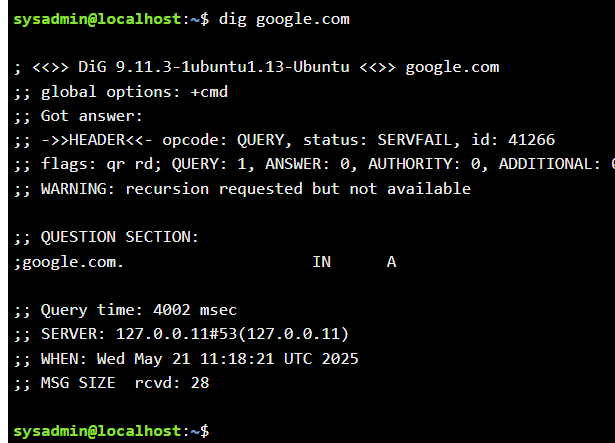 sysadmin@localhost:~$ dig google.com
; <<>> DiG 9.11.3-1ubuntu1.13-Ubuntu <<>> google.com
;; global options: +cmd
;; Got answer:
;; ->>HEADER<<- opcode: QUERY, status: SERVFAIL, id: 41266
;; flags: qr rd; QUERY: 1, ANSWER: 0, AUTHORITY: 0, ADDITIONAL: 0
;; WARNING: recursion requested but not available
;; QUESTION SECTION:
;google.com. IN A
;; Query time: 4002 msec
;; SERVER: 127.0.0.11#53(127.0.0.11)
;; WHEN: Wed May 21 11:18:21 UTC 2025
;; MSG SIZE rcvd: 28
sysadmin@localhost:~$